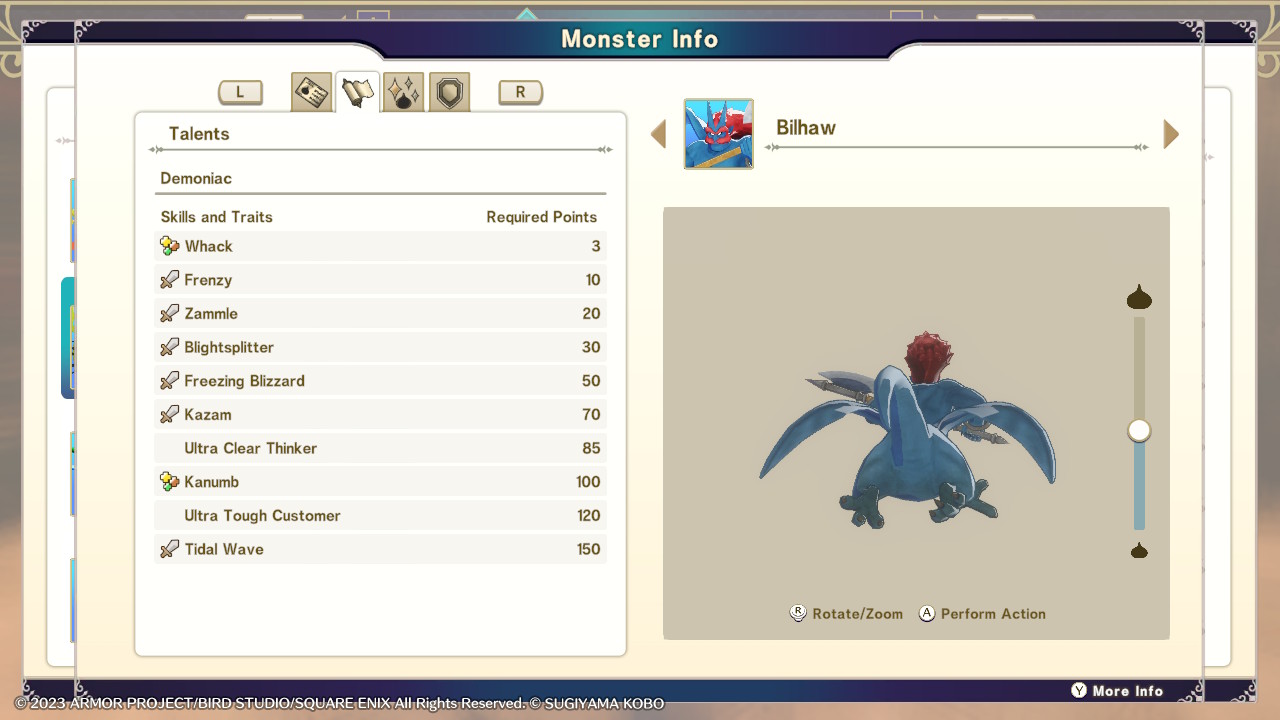 Monster Info
L
R
Talents
Demoniac
Skills and Traits Required Points
Whack 3
Frenzy 10
Zammle 20
Blightsplitter 30
Freezing Blizzard 50
Kazam 70
Ultra Clear Thinker 85
Kanumb 100
Ultra Tough Customer 120
Tidal Wave 150
Bilhaw
R Rotate/Zoom A Perform Action
Y More Info
© 2023 ARMOR PROJECT/BIRD STUDIO/SQUARE ENIX All Rights Reserved. © SUGIYAMA KOBO